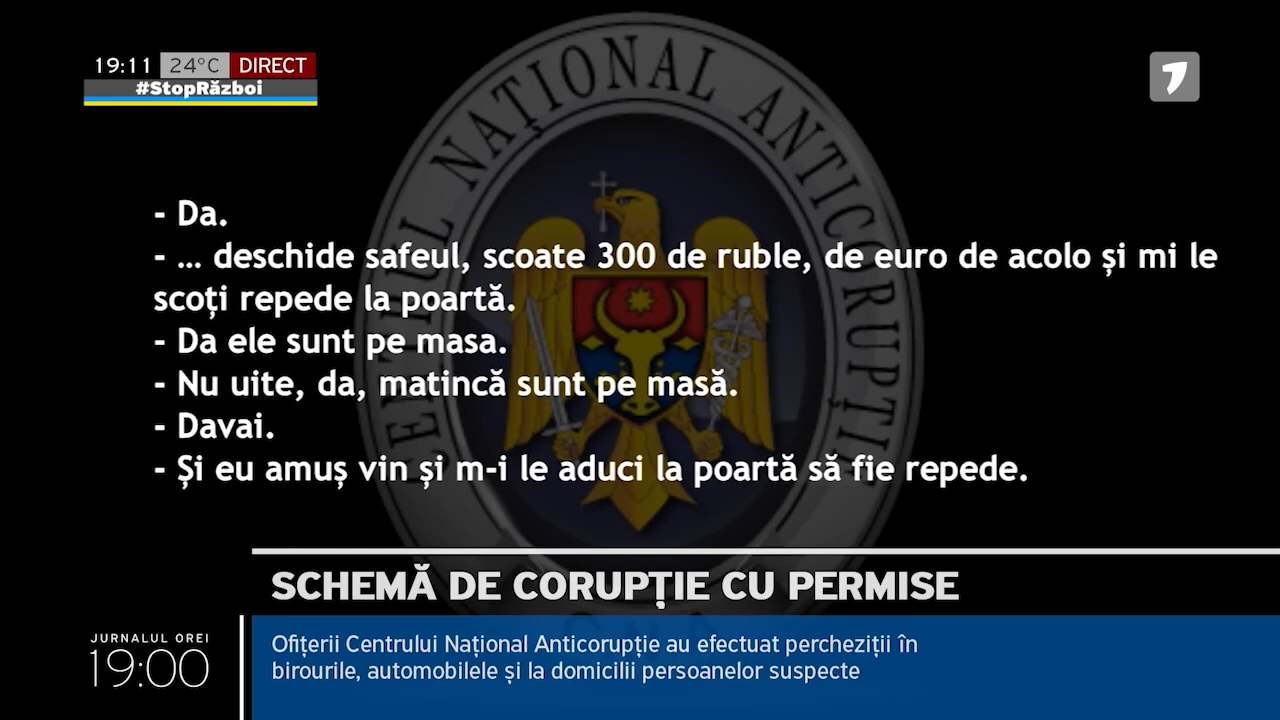 19:11 24°C DIRECT
#StopRăzboi
CENTRUL NAȚIONAL ANTICORUPȚIE
- Da.
- ... deschide safeul, scoate 300 de ruble, de euro de acolo și mi le
scoți repede la poartă.
- Da ele sunt pe masa.
- Nu uite, da, matincă sunt pe masă.
- Davai.
- Și eu amuș vin și m-i le aduci la poartă să fie repede.
SCHEMĂ DE CORUPȚIE CU PERMISE
JURNALUL OREI
19:00
Ofițerii Centrului Național Anticorupție au efectuat percheziții în
birourile, automobilele și la domicilii persoanelor suspecte